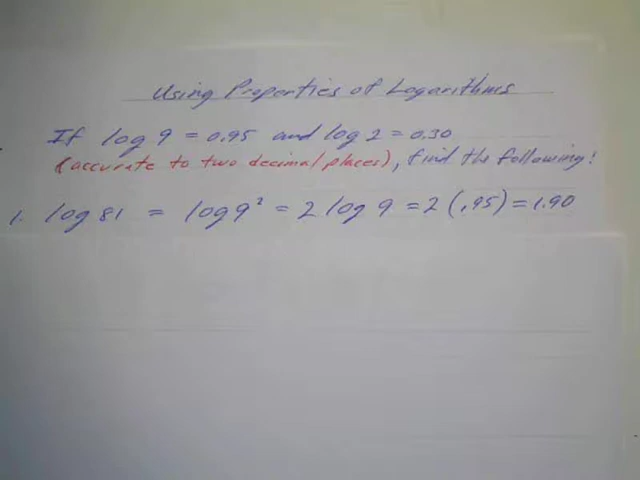 Using Properties of Logarithms
If log 9 = 0.95 and log 2 = 0.30
(accurate to two decimal places), find the following:
1. log 81 = log 9² = 2 log 9 = 2 (.95) = 1.90